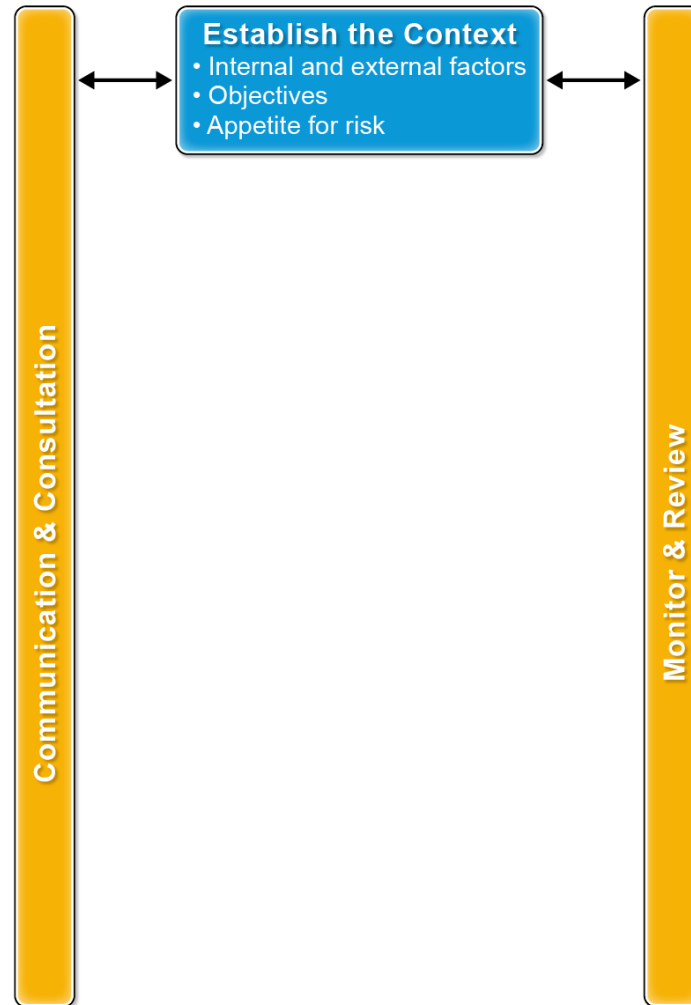 Establish the Context
• Internal and external factors
• Objectives
• Appetite for risk
Communication & Consultation
Monitor & Review